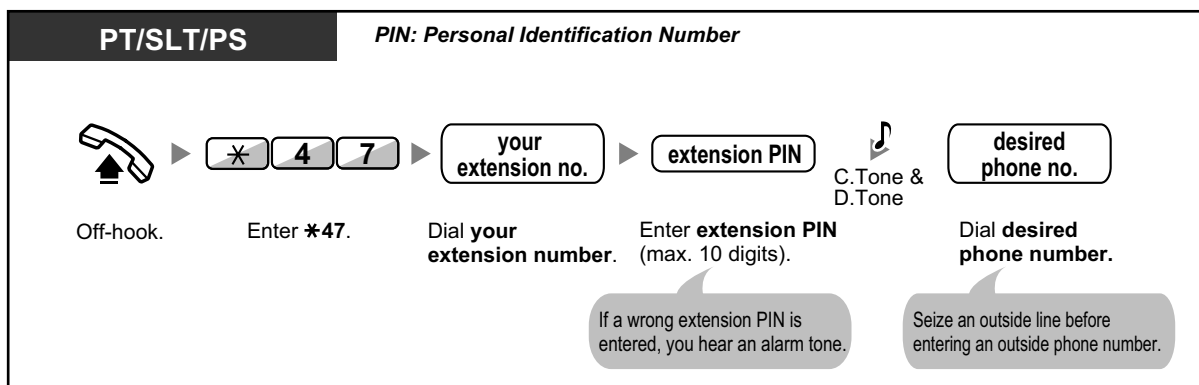 PT/SLT/PS
PIN: Personal Identification Number
✳ 4 7
your
extension no.
extension PIN
C.Tone &
D.Tone
desired
phone no.
Off-hook.
Enter ✳47.
Dial your
extension number.
Enter extension PIN
(max. 10 digits).
Dial desired
phone number.
If a wrong extension PIN is
entered, you hear an alarm tone.
Seize an outside line before
entering an outside phone number.